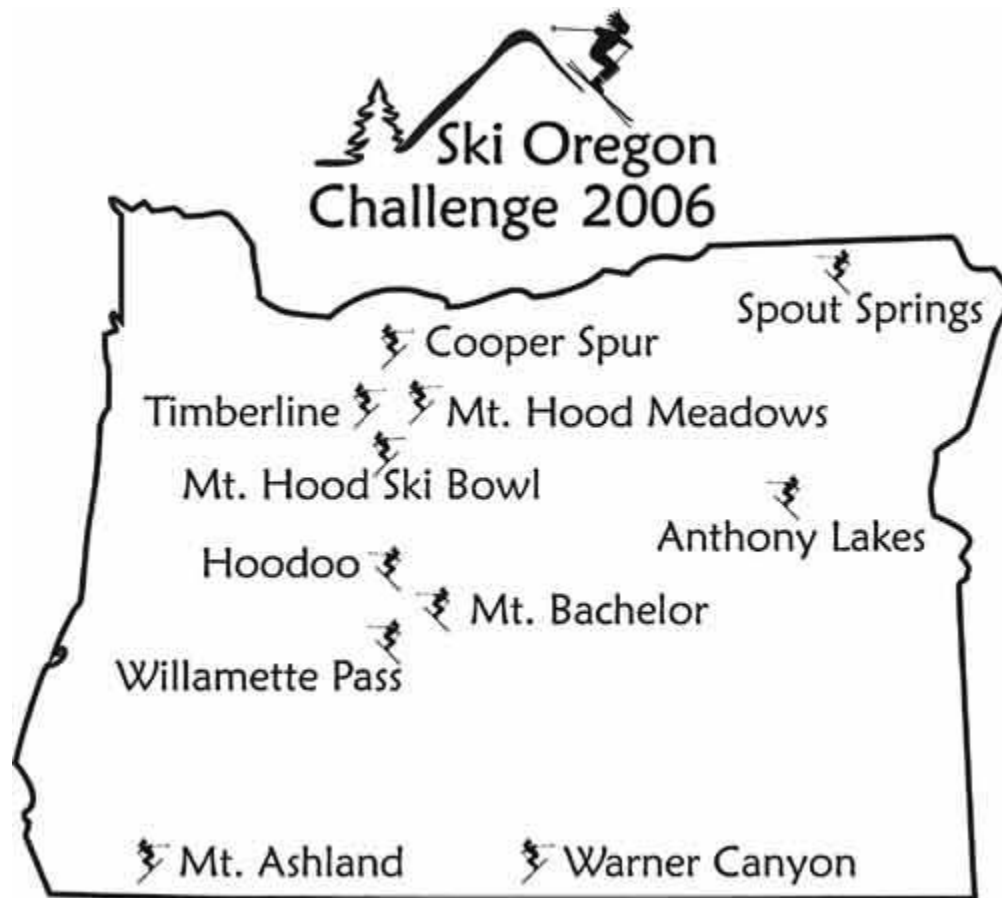 Ski Oregon
Challenge 2006
Spout Springs
Cooper Spur
Timberline
Mt. Hood Meadows
Mt. Hood Ski Bowl
Anthony Lakes
Hoodoo
Mt. Bachelor
Willamette Pass
Mt. Ashland
Warner Canyon